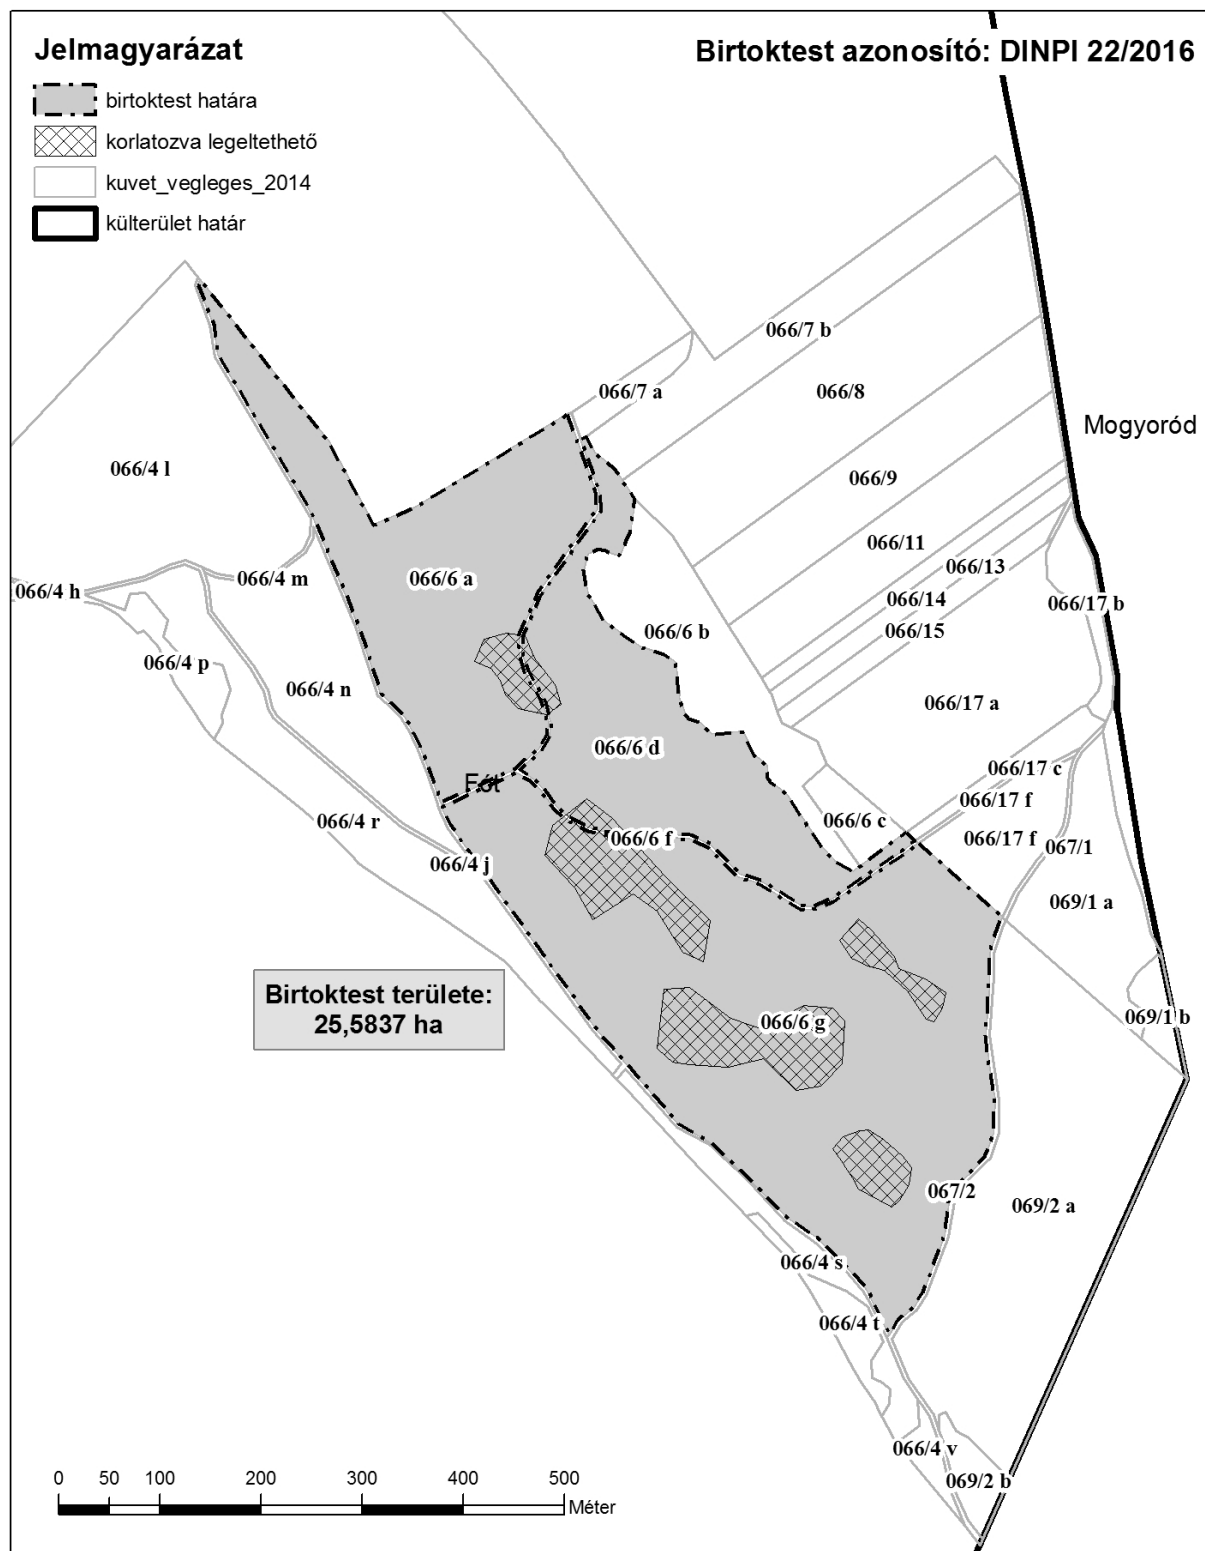 Jelmagyarázat
birtoktest határa
korlatozva legeltethető
kuvet_vegleges_2014
külterület határ
Birtoktest azonosító: DINPI 22/2016
066/7 b
066/7 a
066/8
Mogyoród
066/4 l
066/9
066/11
066/13
066/4 m
066/6 a
066/4 h
066/14
066/17 b
066/15
066/6 b
066/4 p
066/4 n
066/17 a
066/6 d
066/17 c
Fót
066/17 f
066/4 r
066/6 c
066/6 f
066/17 f
067/1
066/4 j
069/1 a
Birtoktest területe:
25,5837 ha
066/6 g
069/1 b
067/2
069/2 a
066/4 s
066/4 t
066/4 v
069/2 b
0 50 100 200 300 400 500
Méter